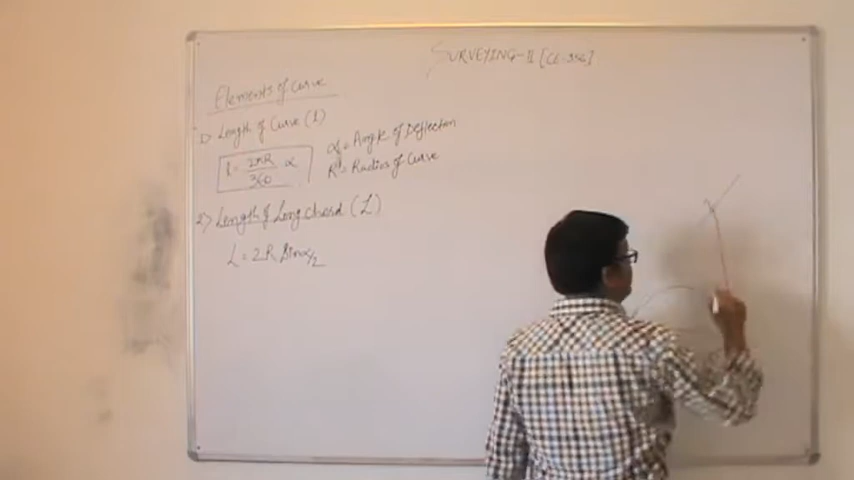 SURVEYING-II [CE-356]
Elements of Curve
1) Length of Curve (l)
l = 2πR/360 α
α = Angle of Deflection
R = Radius of Curve
2) Length of Long Chord (L)
L = 2R Sin α/2